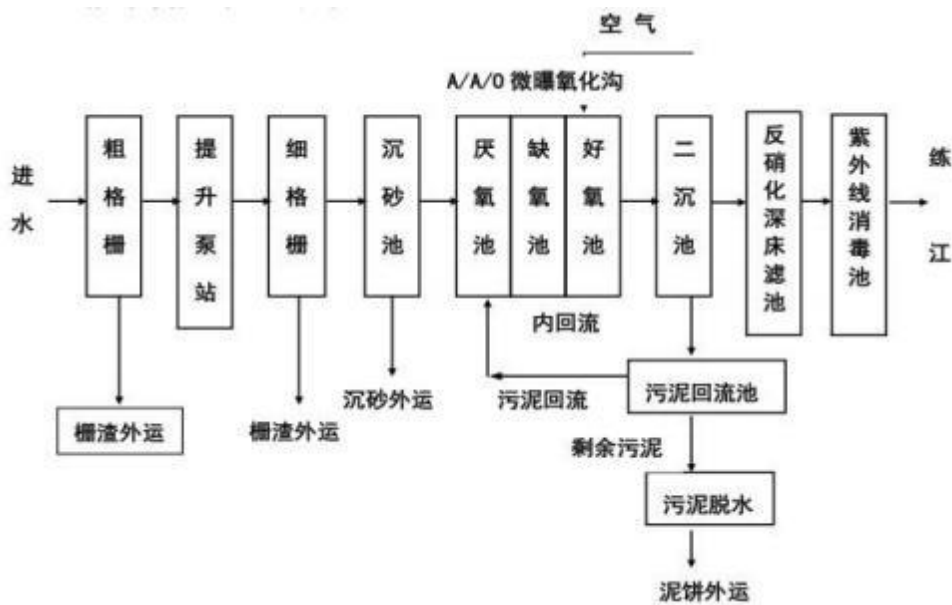 空气
A/A/O 微曝氧化沟
进水
粗格栅
提升泵站
细格栅
沉砂池
厌氧池
缺氧池
好氧池
二沉池
反硝化深床滤池
紫外线消毒池
练江
内回流
栅渣外运
栅渣外运
沉砂外运
污泥回流
污泥回流池
剩余污泥
污泥脱水
泥饼外运